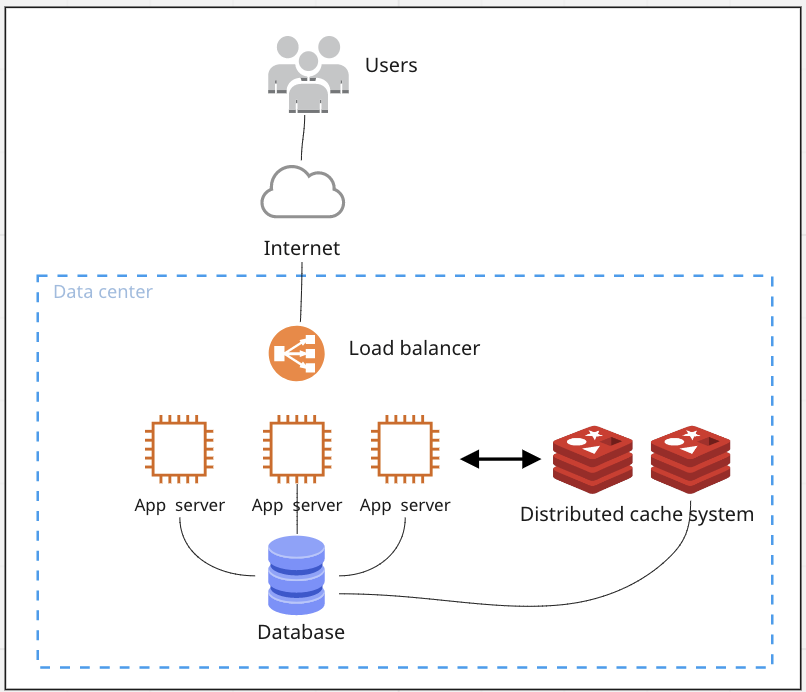 Users
Internet
Data center
Load balancer
App server
App server
App server
Distributed cache system
Database